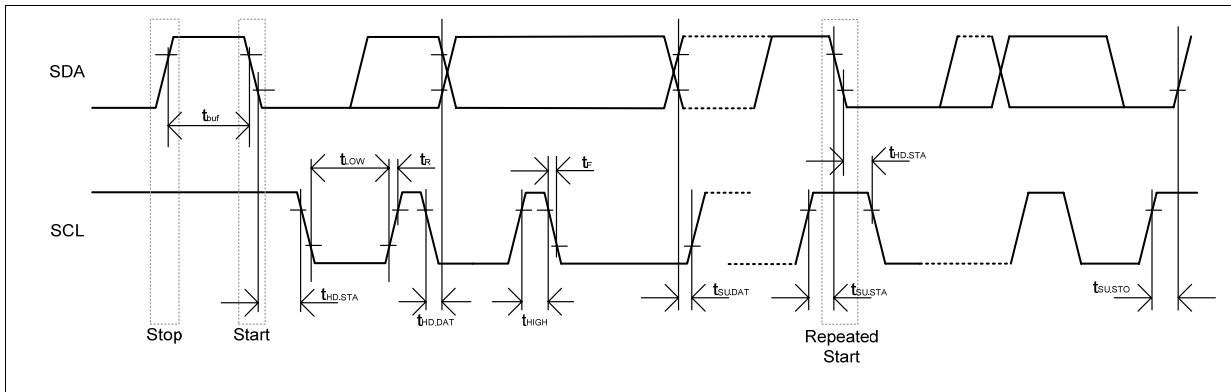 SDA
tbuf
tLOW
tR
tF
tHD.STA
SCL
tHD.STA
tHD.DAT
tHIGH
tSU.DAT
tSU.STA
tSU.STO
Stop
Start
Repeated
Start